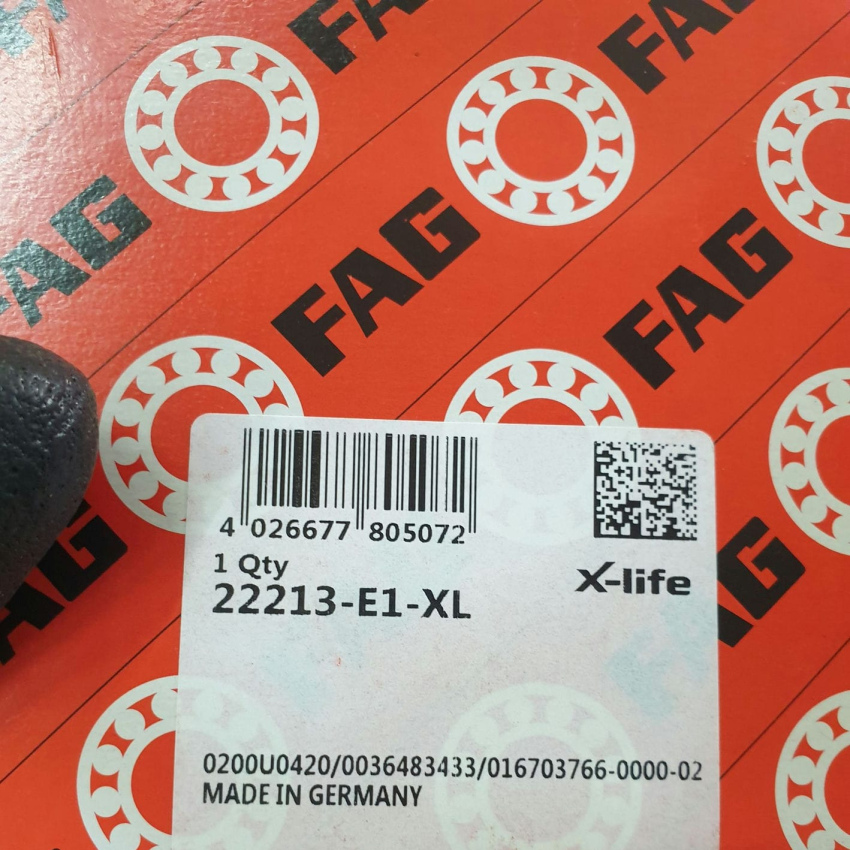 FAG
FAG
FAG
FAG
FAG
4 026677 805072
1 Qty
22213-E1-XL
X-life
AG
0200U0420/0036483433/016703766-0000-02
MADE IN GERMANY